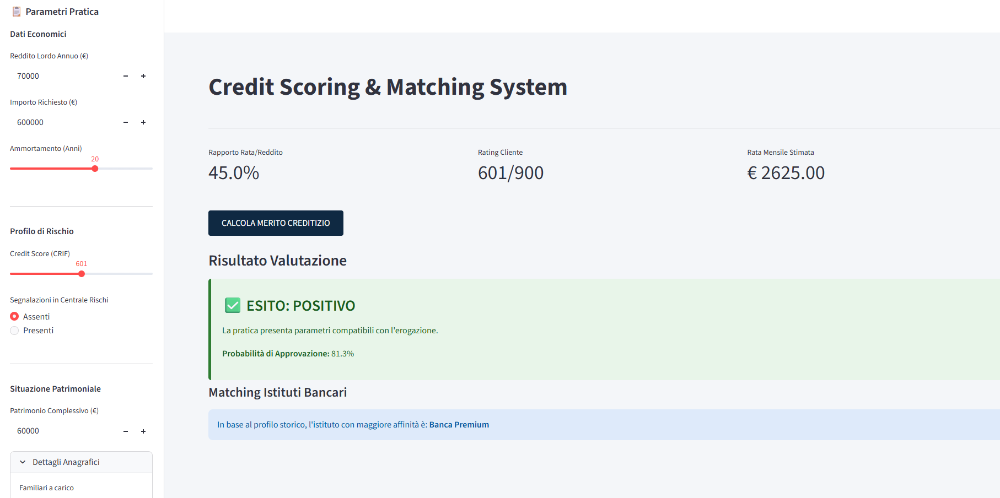 📋 Parametri Pratica
Dati Economici
Reddito Lordo Annuo (€)
70000
− +
Importo Richiesto (€)
600000
− +
Ammortamento (Anni)
20
Profilo di Rischio
Credit Score (CRIF)
601
Segnalazioni in Centrale Rischi
Assenti
Presenti
Situazione Patrimoniale
Patrimonio Complessivo (€)
60000
− +
Dettagli Anagrafici
Familiari a carico
Credit Scoring & Matching System
Rapporto Rata/Reddito
45.0%
Rating Cliente
601/900
Rata Mensile Stimata
€ 2625.00
CALCOLA MERITO CREDITIZIO
Risultato Valutazione
✅ ESITO: POSITIVO
La pratica presenta parametri compatibili con l'erogazione.
Probabilità di Approvazione: 81.3%
Matching Istituti Bancari
In base al profilo storico, l'istituto con maggiore affinità è: Banca Premium